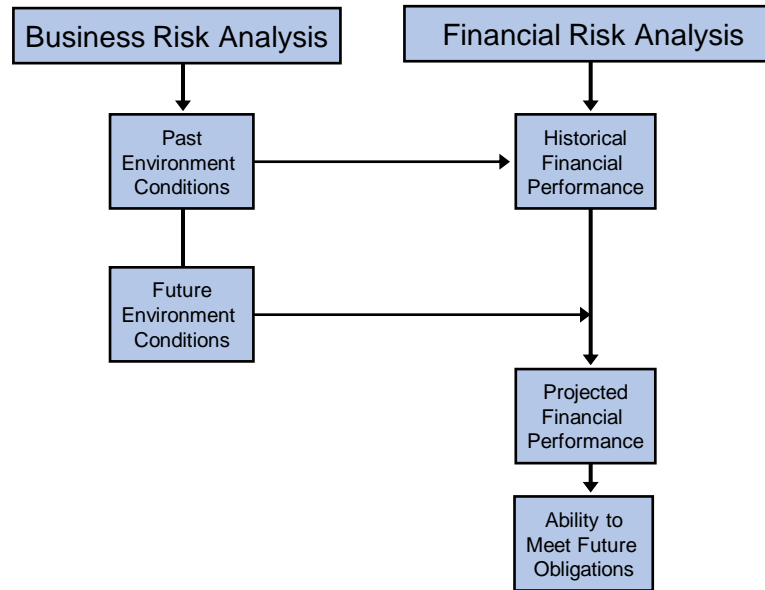 Business Risk Analysis
Financial Risk Analysis
Past
Environment
Conditions
Historical
Financial
Performance
Future
Environment
Conditions
Projected
Financial
Performance
Ability to
Meet Future
Obligations